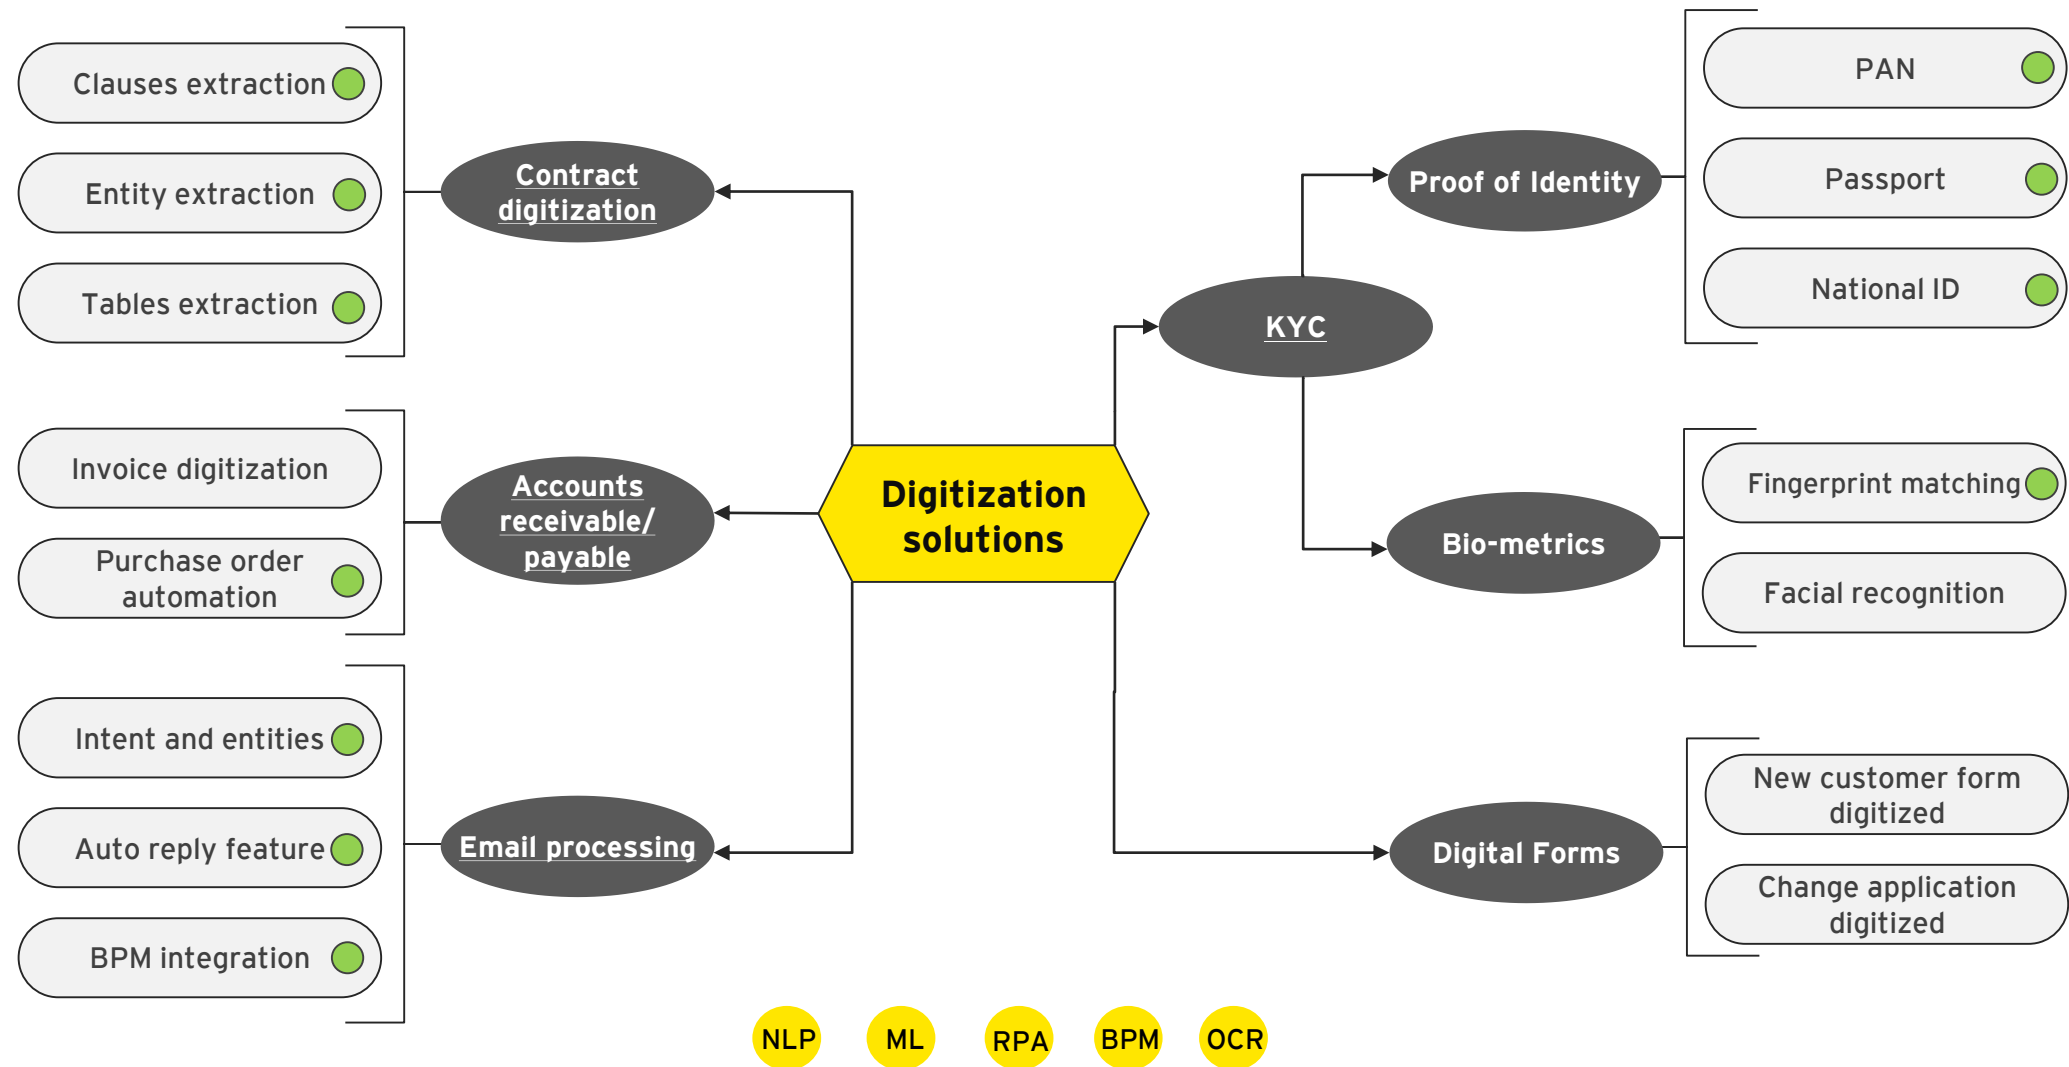 Clauses extraction
Entity extraction
Tables extraction
Contract
digitization
Invoice digitization
Purchase order
automation
Accounts
receivable/
payable
Intent and entities
Auto reply feature
BPM integration
Email processing
Digitization
solutions
KYC
Proof of Identity
PAN
Passport
National ID
Bio-metrics
Fingerprint matching
Facial recognition
Digital Forms
New customer form
digitized
Change application
digitized
NLP
ML
RPA
BPM
OCR